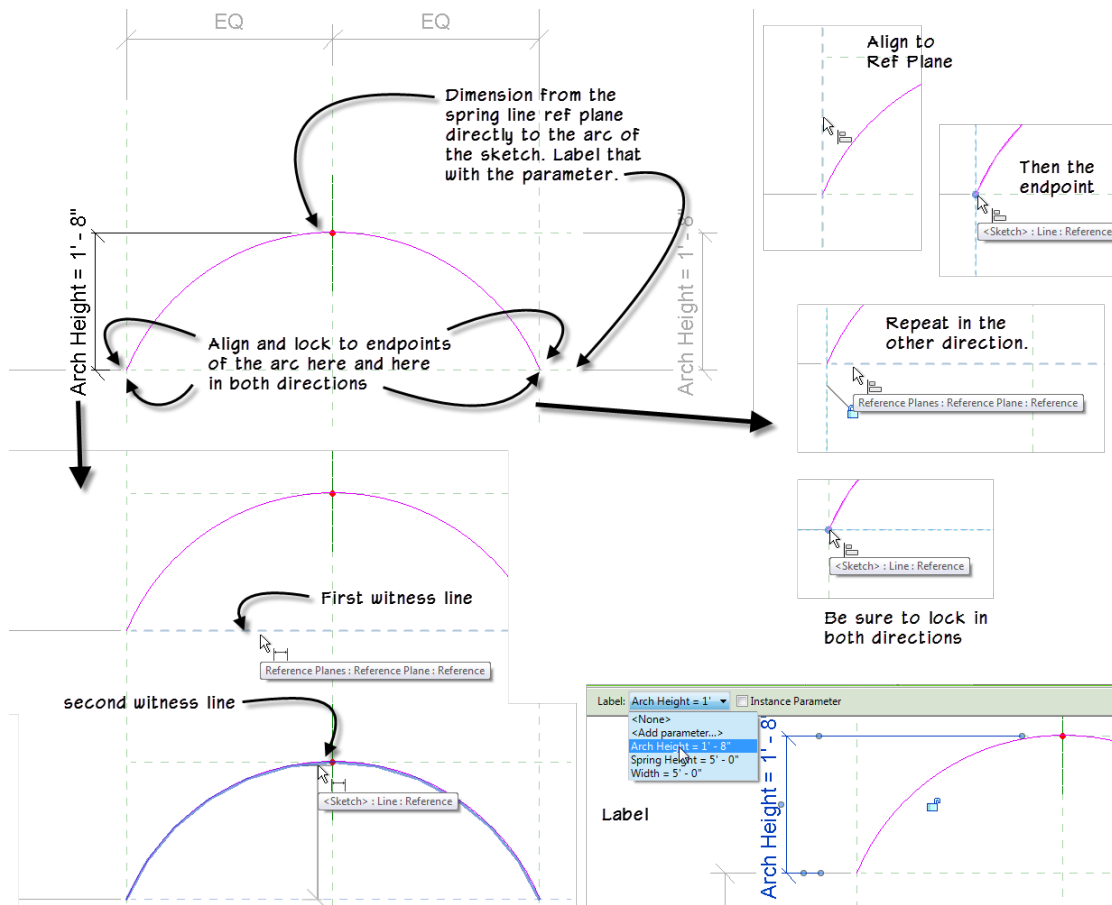 EQ
EQ
Dimension from the
spring line ref plane
directly to the arc of
the sketch. Label that
with the parameter.
Arch Height = 1' - 8"
Arch Height = 1' - 8"
Align and lock to endpoints
of the arc here and here
in both directions
Align to
Ref Plane
Then the
endpoint
<Sketch> : Line : Reference
Repeat in the
other direction.
Reference Planes : Reference Plane : Reference
<Sketch> : Line : Reference
Be sure to lock in
both directions
First witness line
Reference Planes : Reference Plane : Reference
second witness line
<Sketch> : Line : Reference
Label: Arch Height = 1' Instance Parameter
<None>
<Add parameter...>
Arch Height = 1' - 8"
Spring Height = 5' - 0"
Width = 5' - 0"
Label
Arch Height = 1' - 8"